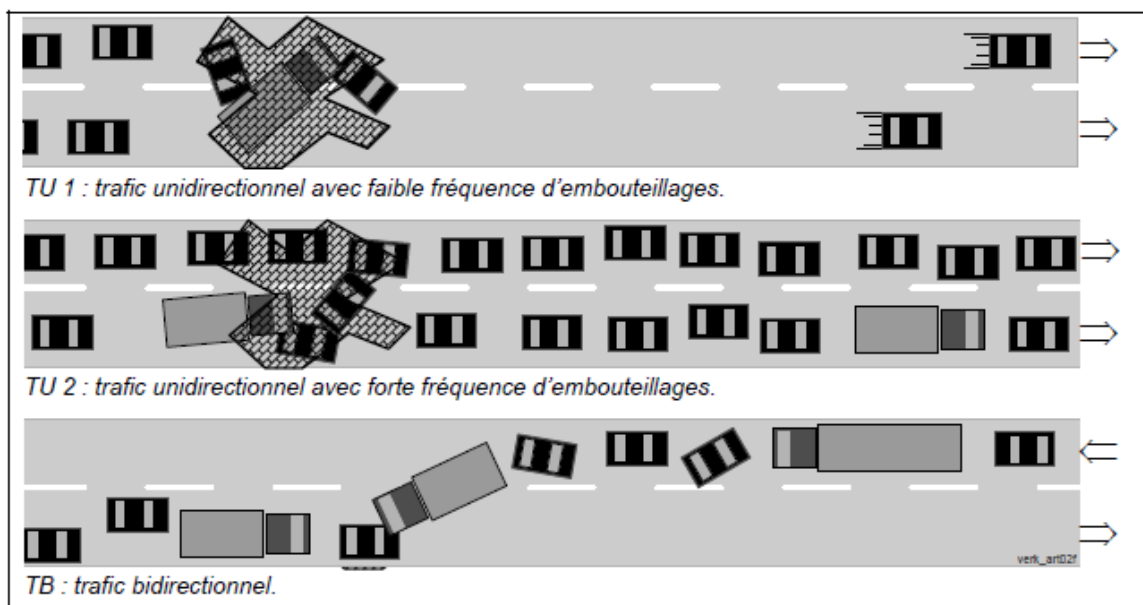 TU 1 : trafic unidirectionnel avec faible fréquence d'embouteillages.
TU 2 : trafic unidirectionnel avec forte fréquence d'embouteillages.
verk_art02f
TB : trafic bidirectionnel.